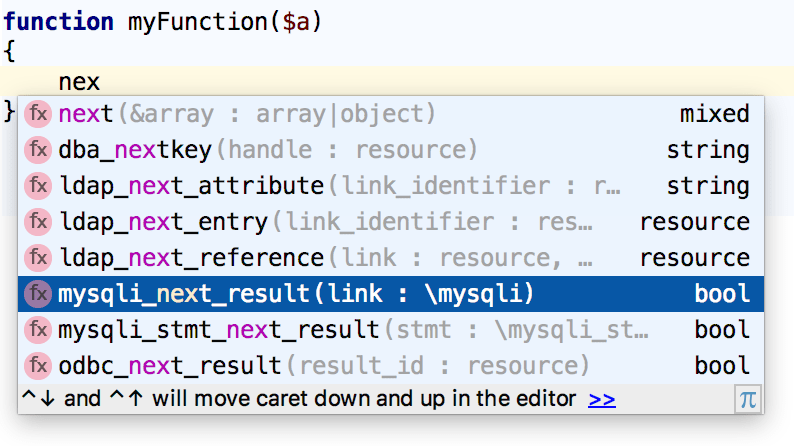 function myFunction($a)
{
nex
}
fx next(&array : array|object) mixed
fx dba_nextkey(handle : resource) string
fx ldap_next_attribute(link_identifier : r… string
fx ldap_next_entry(link_identifier : res… resource
fx ldap_next_reference(link : resource, … resource
fx mysqli_next_result(link : \mysqli) bool
fx mysqli_stmt_next_result(stmt : \mysqli_st… bool
fx odbc_next_result(result_id : resource) bool
^↓ and ^↑ will move caret down and up in the editor >> π